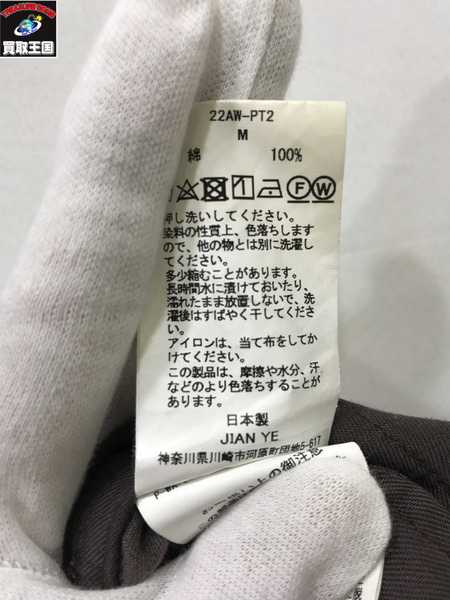 TREASURE KING
買取王国
22AW-PT2
M
綿 100%
F W
押し洗いしてください。
染料の性質上、色落ちします
ので、他の物とは別に洗濯し
てください。
多少縮むことがあります。
長時間水に漬けておいたり、
濡れたまま放置しないで、洗
濯後はすばやく干してくださ
い。
アイロンは、当て布をしてか
けてください。
この製品は、摩擦や水分、汗
などのより色落ちすることが
あります。
日本製
JIAN YE
神奈川県川崎市河原町団地5-617
の御注意